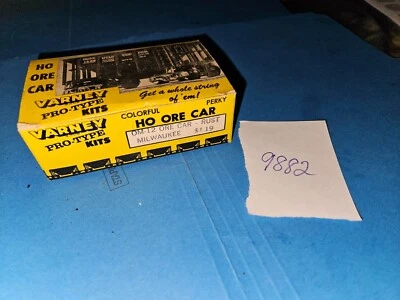 HO
ORE
CAR
VARNEY
PRO-TYPE
KITS
Get a whole string
of 'em!
VARNEY
PRO-TYPE
KITS
COLORFUL
PERKY
HO ORE CAR
OM-12 ORE CAR - RUST
MILWAUKEE $1.19
9882